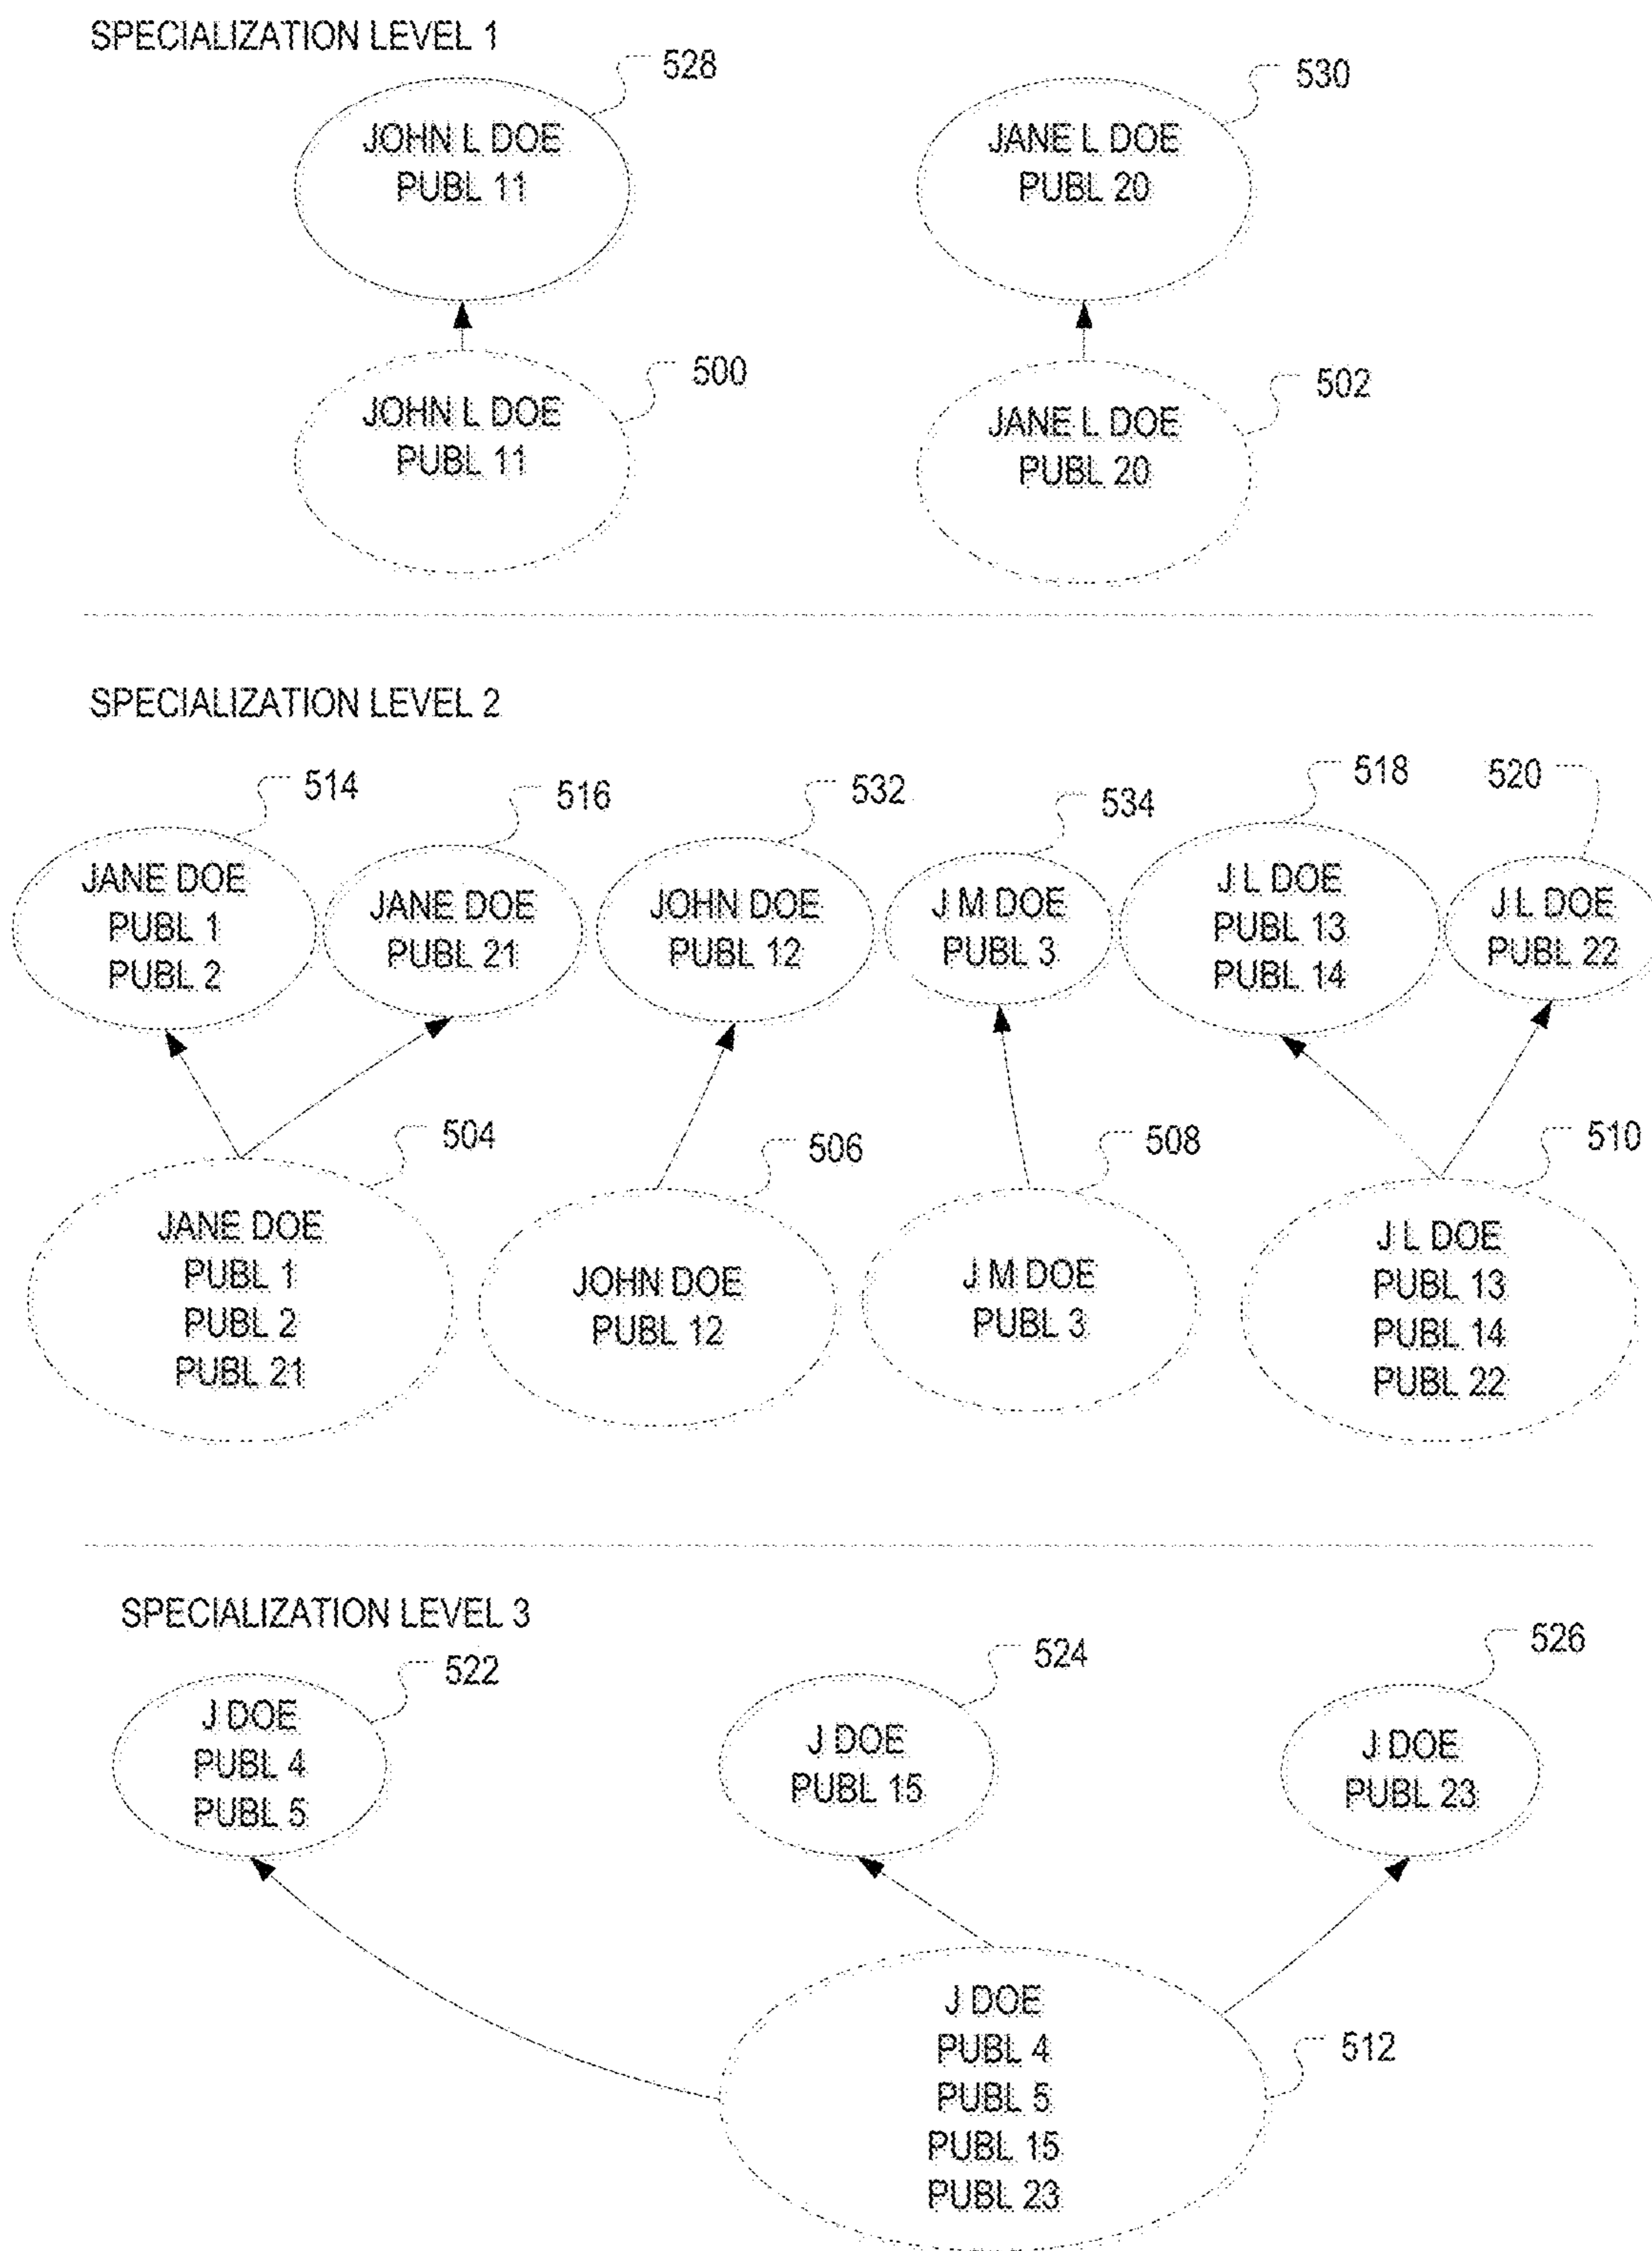 SPECIALIZATION LEVEL 1
528
JOHN L DOE
PUBL 11
530
JANE L DOE
PUBL 20
500
JOHN L DOE
PUBL 11
502
JANE L DOE
PUBL 20
SPECIALIZATION LEVEL 2
514
JANE DOE
PUBL 1
PUBL 2
516
JANE DOE
PUBL 21
532
JOHN DOE
PUBL 12
534
J M DOE
PUBL 3
518
J L DOE
PUBL 13
PUBL 14
520
J L DOE
PUBL 22
504
JANE DOE
PUBL 1
PUBL 2
PUBL 21
506
JOHN DOE
PUBL 12
508
J M DOE
PUBL 3
510
J L DOE
PUBL 13
PUBL 14
PUBL 22
SPECIALIZATION LEVEL 3
522
J DOE
PUBL 4
PUBL 5
524
J DOE
PUBL 15
526
J DOE
PUBL 23
512
J DOE
PUBL 4
PUBL 5
PUBL 15
PUBL 23